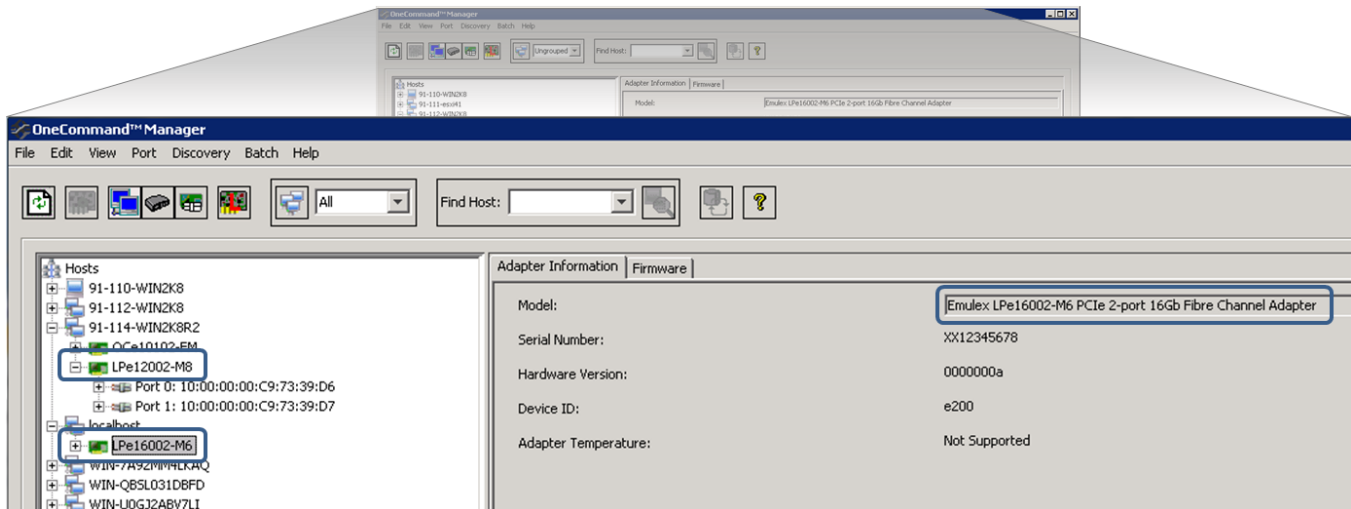 OneCommand™ Manager
File Edit View Port Discovery Batch Help
Ungrouped
Find Host:
Hosts
91-110-WIN2K8
91-111-esxi41
91-112-WIN2K8
Adapter Information Firmware
Model: Emulex LPe16002-M6 PCIe 2-port 16Gb Fibre Channel Adapter
OneCommand™ Manager
File Edit View Port Discovery Batch Help
All
Find Host:
Hosts
91-110-WIN2K8
91-112-WIN2K8
91-114-WIN2K8R2
OCe10102-FM
LPe12002-M8
Port 0: 10:00:00:00:C9:73:39:D6
Port 1: 10:00:00:00:C9:73:39:D7
localhost
LPe16002-M6
WIN-7A92MM4LKAQ
WIN-QBSL031DBFD
WIN-U0GJ2ABV7LI
Adapter Information Firmware
Model: Emulex LPe16002-M6 PCIe 2-port 16Gb Fibre Channel Adapter
Serial Number: XX12345678
Hardware Version: 0000000a
Device ID: e200
Adapter Temperature: Not Supported